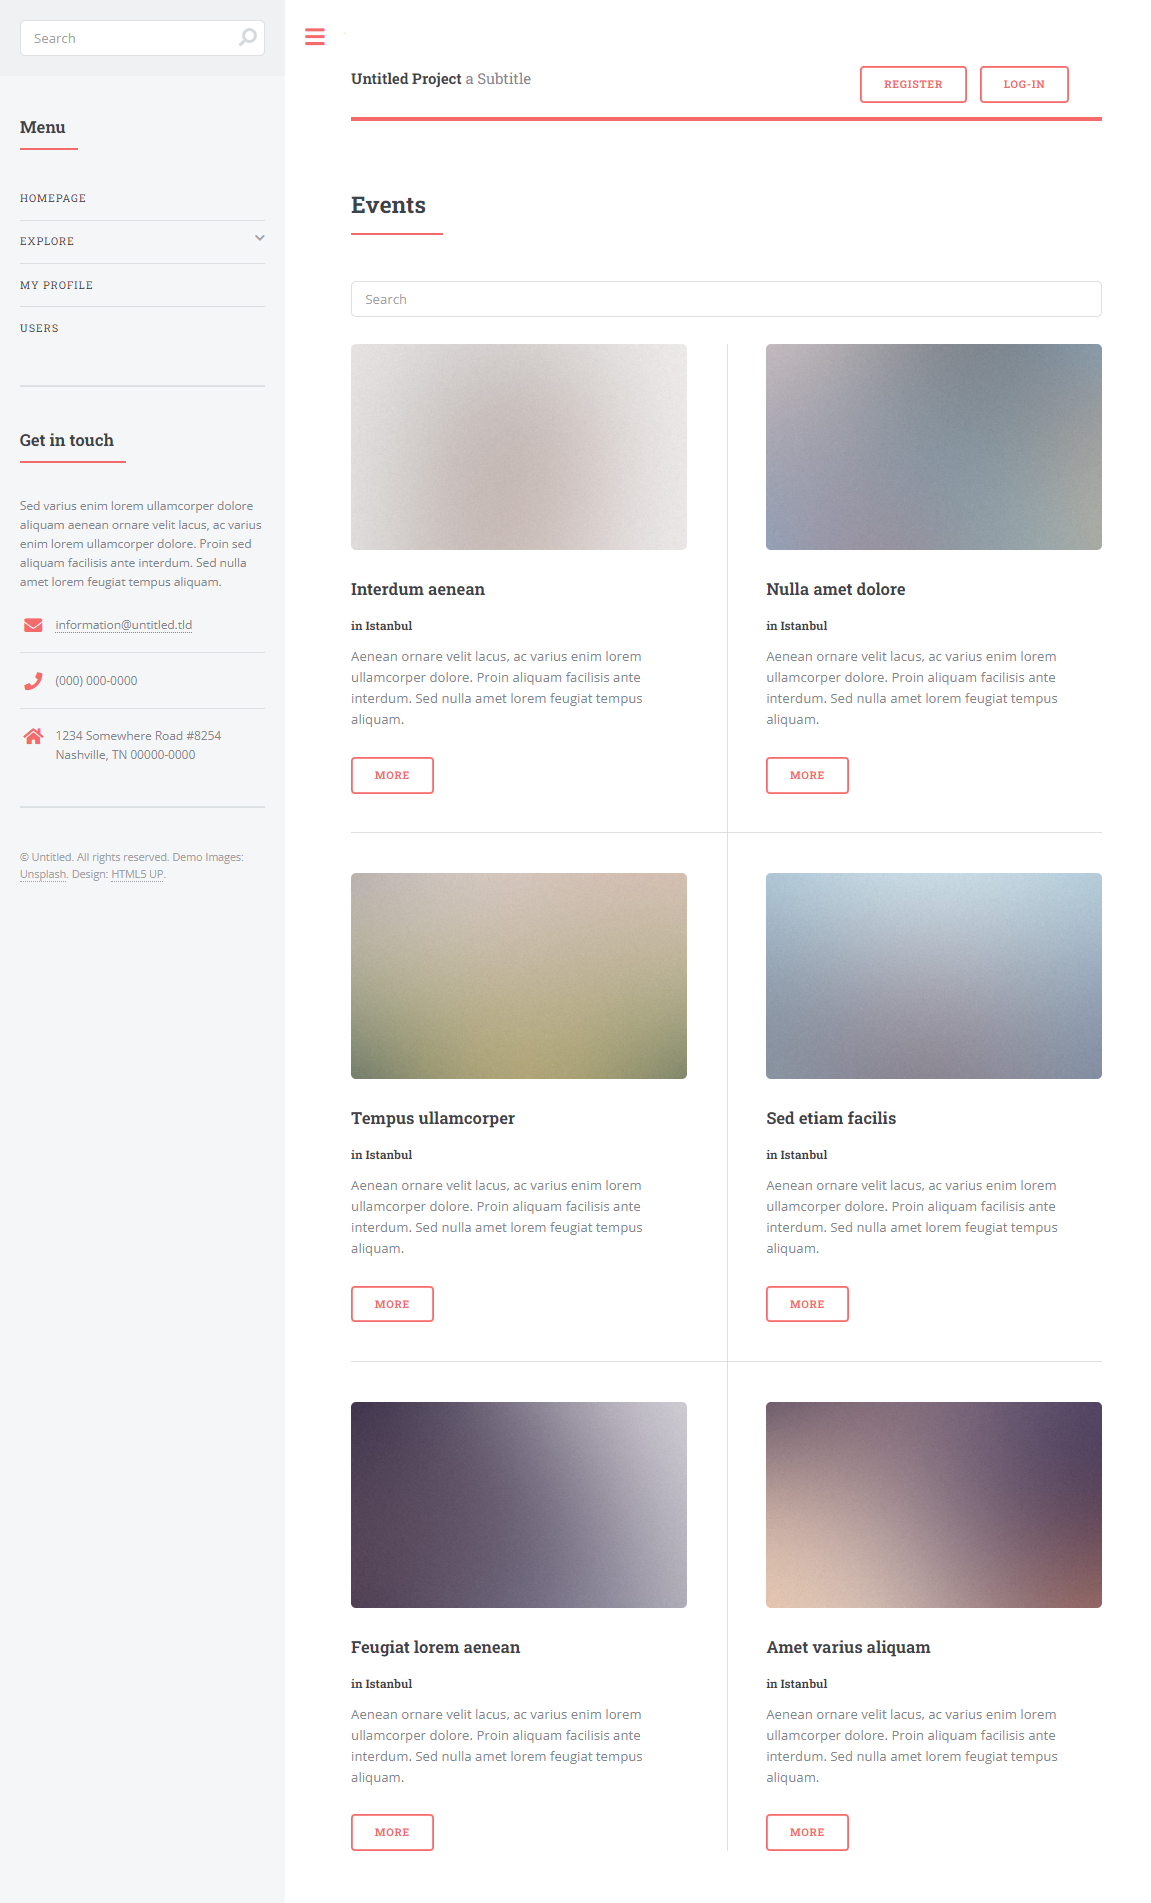 Search
Menu
HOMEPAGE
EXPLORE
MY PROFILE
USERS
Get in touch
Sed varius enim lorem ullamcorper dolore
aliquam aenean ornare velit lacus, ac varius
enim lorem ullamcorper dolore. Proin sed
aliquam facilisis ante interdum. Sed nulla
amet lorem feugiat tempus aliquam.
information@untitled.tld
(000) 000-0000
1234 Somewhere Road #8254
Nashville, TN 00000-0000
© Untitled. All rights reserved. Demo Images:
Unsplash. Design: HTML5 UP.
Untitled Project a Subtitle
REGISTER
LOG-IN
Events
Search
Interdum aenean
in Istanbul
Aenean ornare velit lacus, ac varius enim lorem
ullamcorper dolore. Proin aliquam facilisis ante
interdum. Sed nulla amet lorem feugiat tempus
aliquam.
MORE
Nulla amet dolore
in Istanbul
Aenean ornare velit lacus, ac varius enim lorem
ullamcorper dolore. Proin aliquam facilisis ante
interdum. Sed nulla amet lorem feugiat tempus
aliquam.
MORE
Tempus ullamcorper
in Istanbul
Aenean ornare velit lacus, ac varius enim lorem
ullamcorper dolore. Proin aliquam facilisis ante
interdum. Sed nulla amet lorem feugiat tempus
aliquam.
MORE
Sed etiam facilis
in Istanbul
Aenean ornare velit lacus, ac varius enim lorem
ullamcorper dolore. Proin aliquam facilisis ante
interdum. Sed nulla amet lorem feugiat tempus
aliquam.
MORE
Feugiat lorem aenean
in Istanbul
Aenean ornare velit lacus, ac varius enim lorem
ullamcorper dolore. Proin aliquam facilisis ante
interdum. Sed nulla amet lorem feugiat tempus
aliquam.
MORE
Amet varius aliquam
in Istanbul
Aenean ornare velit lacus, ac varius enim lorem
ullamcorper dolore. Proin aliquam facilisis ante
interdum. Sed nulla amet lorem feugiat tempus
aliquam.
MORE